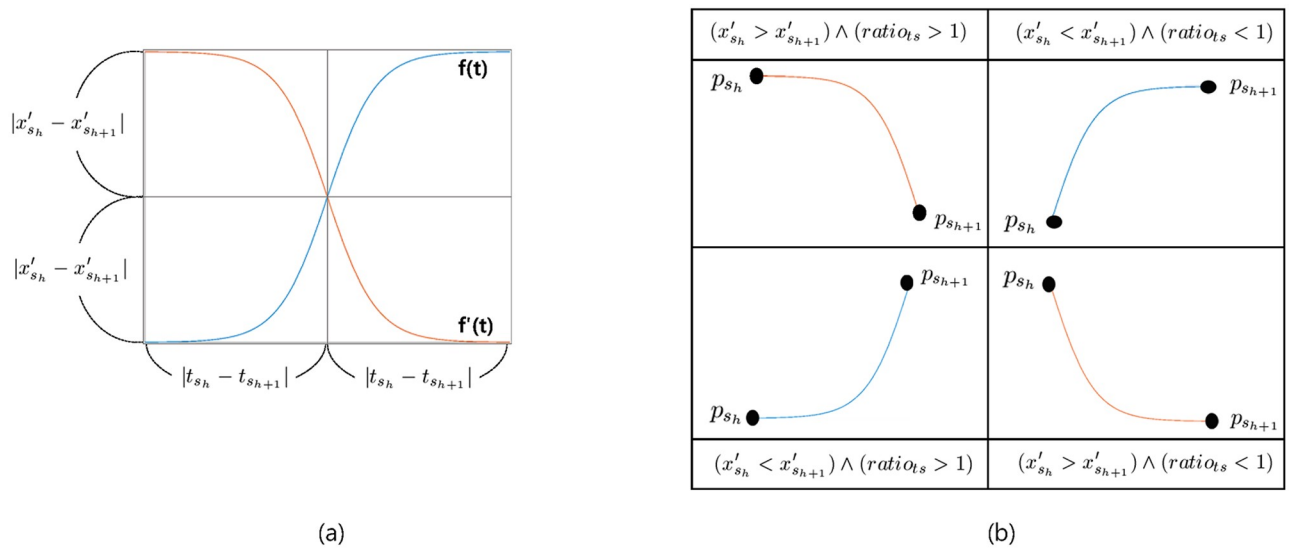 f(t)
|x′_{s_h} − x′_{s_{h+1}}|
|x′_{s_h} − x′_{s_{h+1}}|
f'(t)
|t_{s_h} − t_{s_{h+1}}| |t_{s_h} − t_{s_{h+1}}|
(a)
(x′_{s_h} > x′_{s_{h+1}}) ∧ (ratio_{ts} > 1) (x′_{s_h} < x′_{s_{h+1}}) ∧ (ratio_{ts} < 1)
p_{s_h} p_{s_{h+1}}
p_{s_{h+1}} p_{s_h}
p_{s_{h+1}} p_{s_h}
p_{s_h} p_{s_{h+1}}
(x′_{s_h} < x′_{s_{h+1}}) ∧ (ratio_{ts} > 1) (x′_{s_h} > x′_{s_{h+1}}) ∧ (ratio_{ts} < 1)
(b)